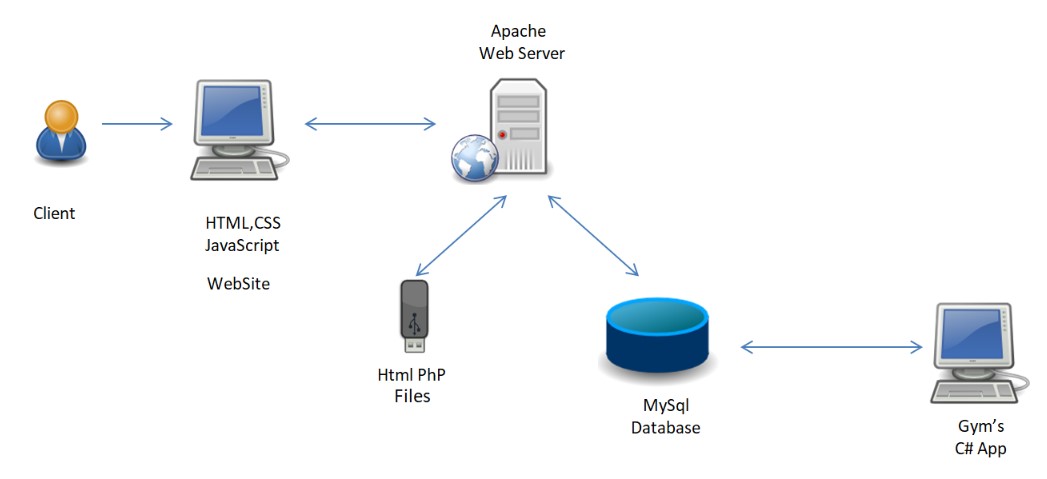 Apache
Web Server
Client
HTML,CSS
JavaScript
WebSite
Html PhP
Files
MySql
Database
Gym’s
C# App